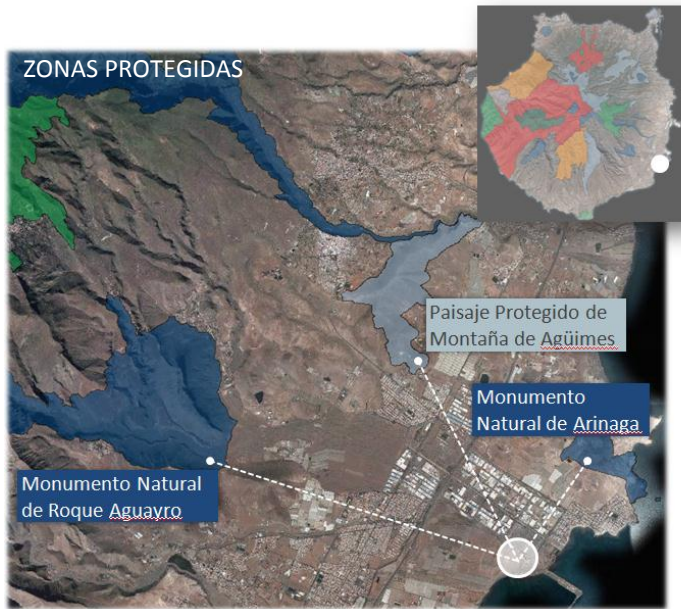 ZONAS PROTEGIDAS
Paisaje Protegido de
Montaña de Agüimes
Monumento
Natural de Arinaga
Monumento Natural
de Roque Aguayro